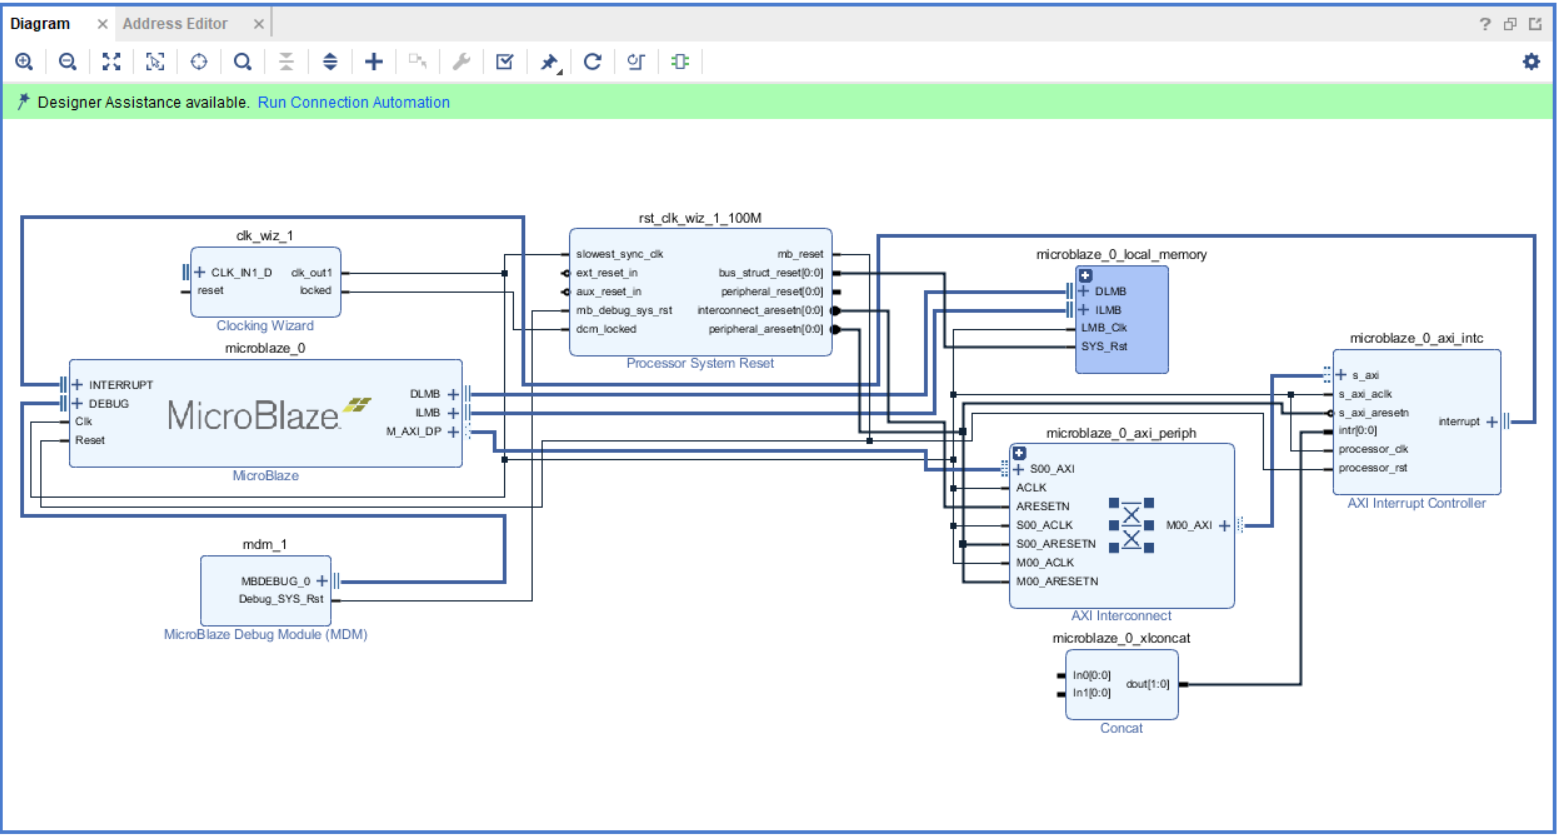 Diagram × Address Editor × ?
Designer Assistance available. Run Connection Automation
clk_wiz_1
CLK_IN1_D clk_out1
reset locked
Clocking Wizard
rst_clk_wiz_1_100M
slowest_sync_clk mb_reset
ext_reset_in bus_struct_reset[0:0]
aux_reset_in peripheral_reset[0:0]
mb_debug_sys_rst interconnect_aresetn[0:0]
dcm_locked peripheral_aresetn[0:0]
Processor System Reset
microblaze_0_local_memory
DLMB
ILMB
LMB_Clk
SYS_Rst
microblaze_0
INTERRUPT DLMB
DEBUG ILMB
Clk M_AXI_DP
Reset
MicroBlaze
MicroBlaze
microblaze_0_axi_intc
s_axi
s_axi_aclk
s_axi_aresetn
intr[0:0] interrupt
processor_clk
processor_rst
AXI Interrupt Controller
microblaze_0_axi_periph
S00_AXI
ACLK
ARESETN
S00_ACLK M00_AXI
S00_ARESETN
M00_ACLK
M00_ARESETN
AXI Interconnect
mdm_1
MBDEBUG_0
Debug_SYS_Rst
MicroBlaze Debug Module (MDM)
microblaze_0_xlconcat
In0[0:0]
In1[0:0] dout[1:0]
Concat